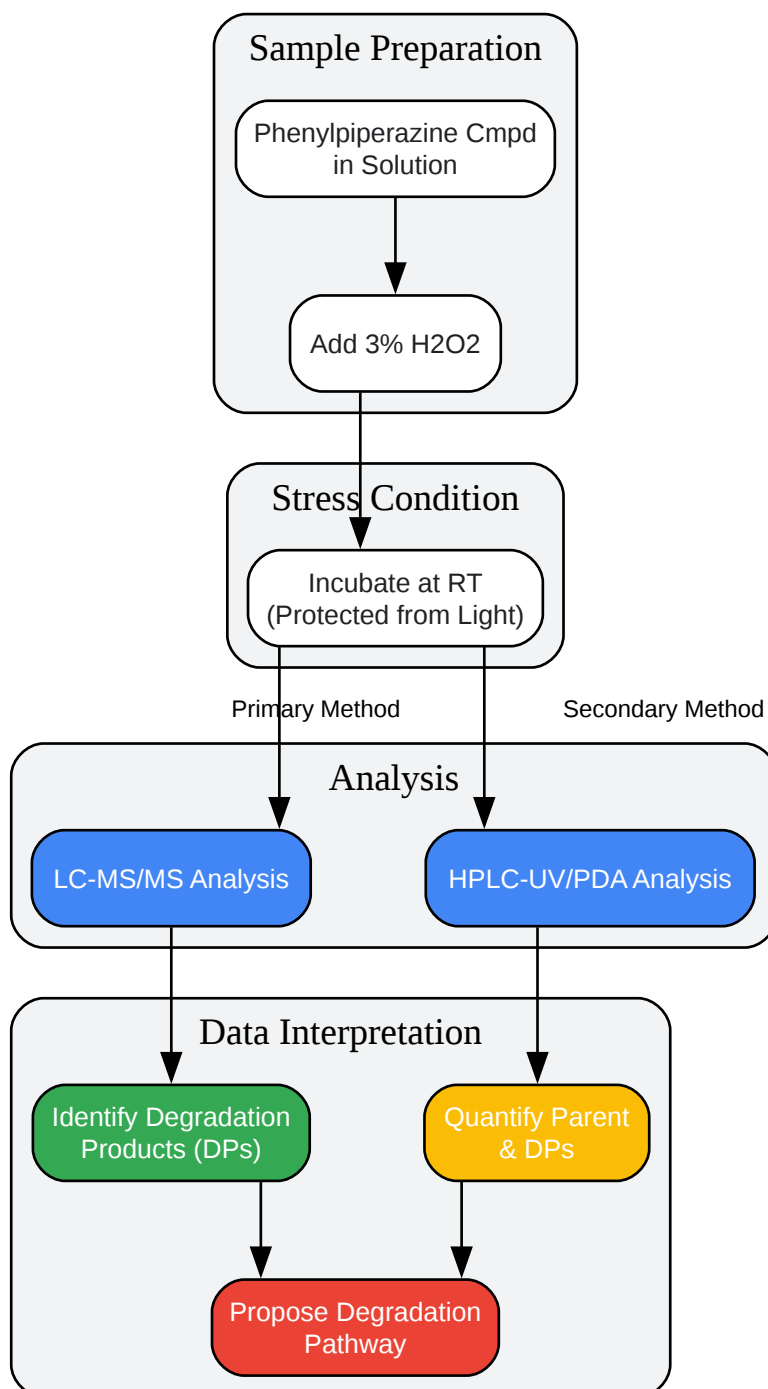 Sample Preparation
Phenylpiperazine Cmpd
in Solution
Add 3% H2O2
Stress Condition
Incubate at RT
(Protected from Light)
Primary Method
Secondary Method
Analysis
LC-MS/MS Analysis
HPLC-UV/PDA Analysis
Data Interpretation
Identify Degradation
Products (DPs)
Quantify Parent
& DPs
Propose Degradation
Pathway